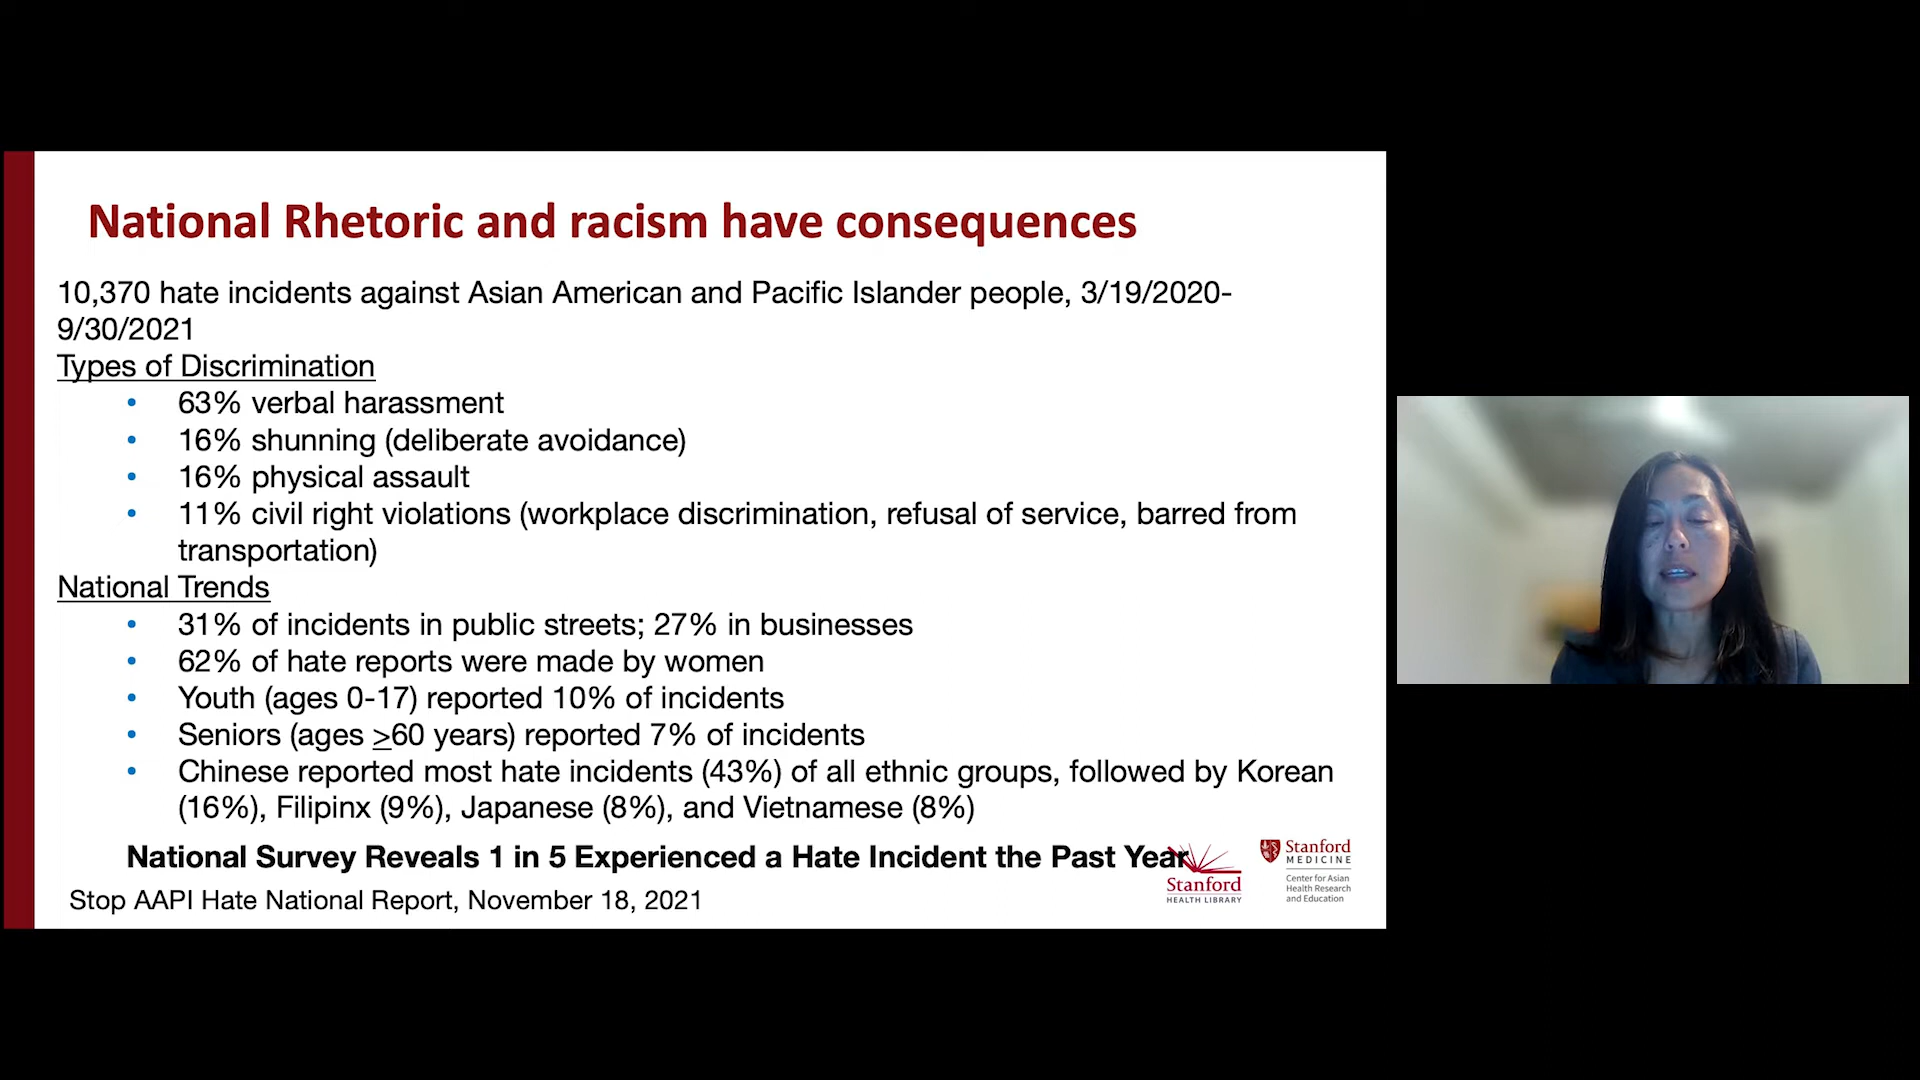 National Rhetoric and racism have consequences
10,370 hate incidents against Asian American and Pacific Islander people, 3/19/2020-
9/30/2021
Types of Discrimination
• 63% verbal harassment
• 16% shunning (deliberate avoidance)
• 16% physical assault
• 11% civil right violations (workplace discrimination, refusal of service, barred from
transportation)
National Trends
• 31% of incidents in public streets; 27% in businesses
• 62% of hate reports were made by women
• Youth (ages 0-17) reported 10% of incidents
• Seniors (ages >60 years) reported 7% of incidents
• Chinese reported most hate incidents (43%) of all ethnic groups, followed by Korean
(16%), Filipinx (9%), Japanese (8%), and Vietnamese (8%)
National Survey Reveals 1 in 5 Experienced a Hate Incident the Past Year
Stop AAPI Hate National Report, November 18, 2021
Stanford
HEALTH LIBRARY
Stanford
MEDICINE
Center for Asian
Health Research
and Education